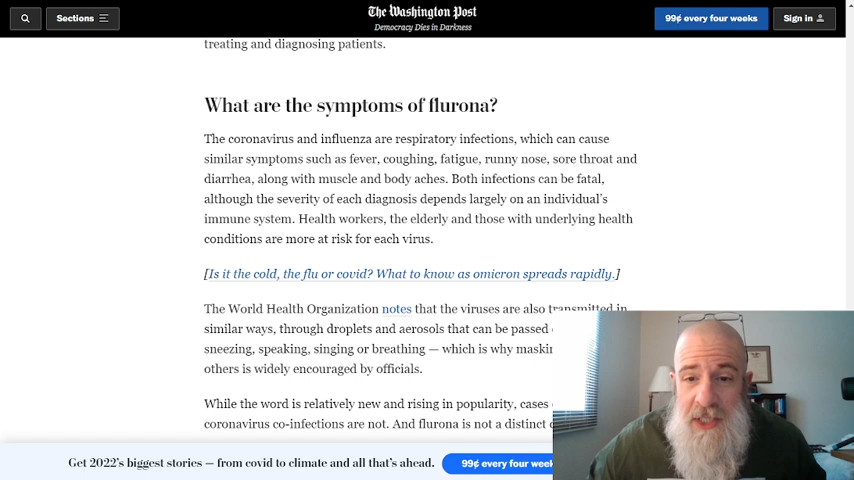 Sections
The Washington Post
Democracy Dies in Darkness
99¢ every four weeks
Sign in
treating and diagnosing patients.
What are the symptoms of flurona?
The coronavirus and influenza are respiratory infections, which can cause
similar symptoms such as fever, coughing, fatigue, runny nose, sore throat and
diarrhea, along with muscle and body aches. Both infections can be fatal,
although the severity of each diagnosis depends largely on an individual's
immune system. Health workers, the elderly and those with underlying health
conditions are more at risk for each virus.
[Is it the cold, the flu or covid? What to know as omicron spreads rapidly.]
The World Health Organization notes that the viruses are also transmitted in
similar ways, through droplets and aerosols that can be passed
sneezing, speaking, singing or breathing — which is why
others is widely encouraged by officials.
While the word is relatively new and rising in popularity, cases
coronavirus co-infections are not. And flurona is not a distinct
Get 2022's biggest stories — from covid to climate and all that's ahead.
99¢ every four